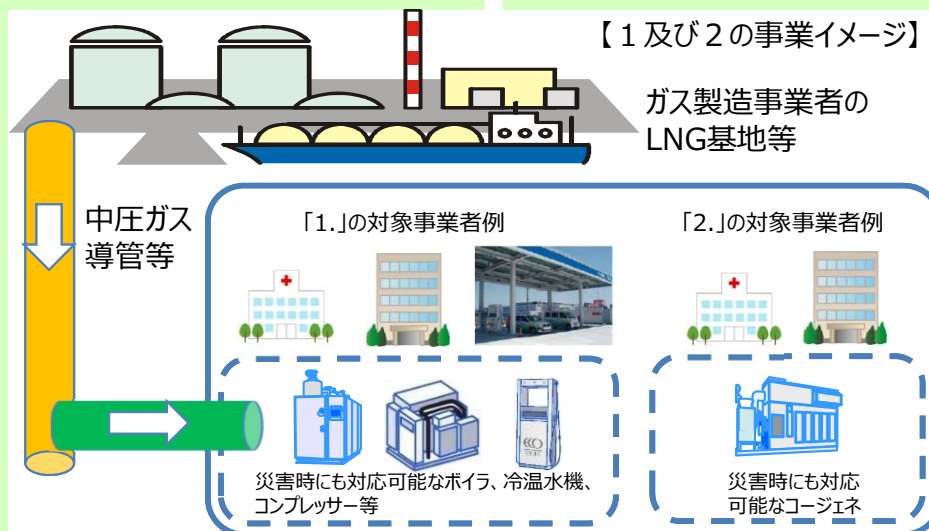 【１及び２の事業イメージ】
ガス製造事業者の
LNG基地等
中圧ガス
導管等
「1.」の対象事業者例
「2.」の対象事業者例
災害時にも対応可能なボイラ、冷温水機、
コンプレッサー等
災害時にも対応
可能なコージェネ